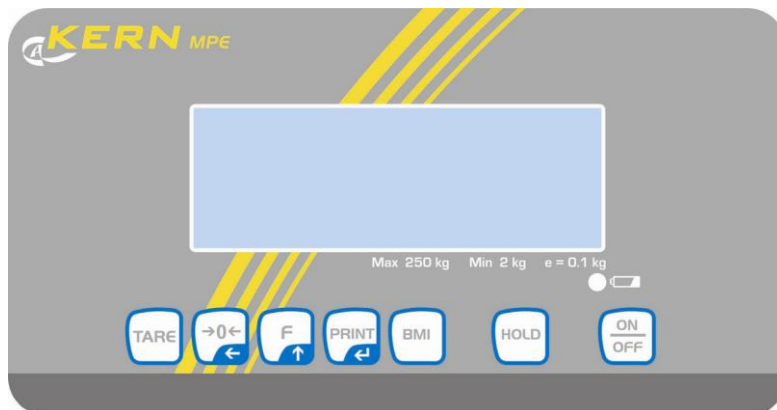 KERN MPE
Max 250 kg Min 2 kg e = 0.1 kg
TARE →0← F PRINT BMI HOLD ON
OFF